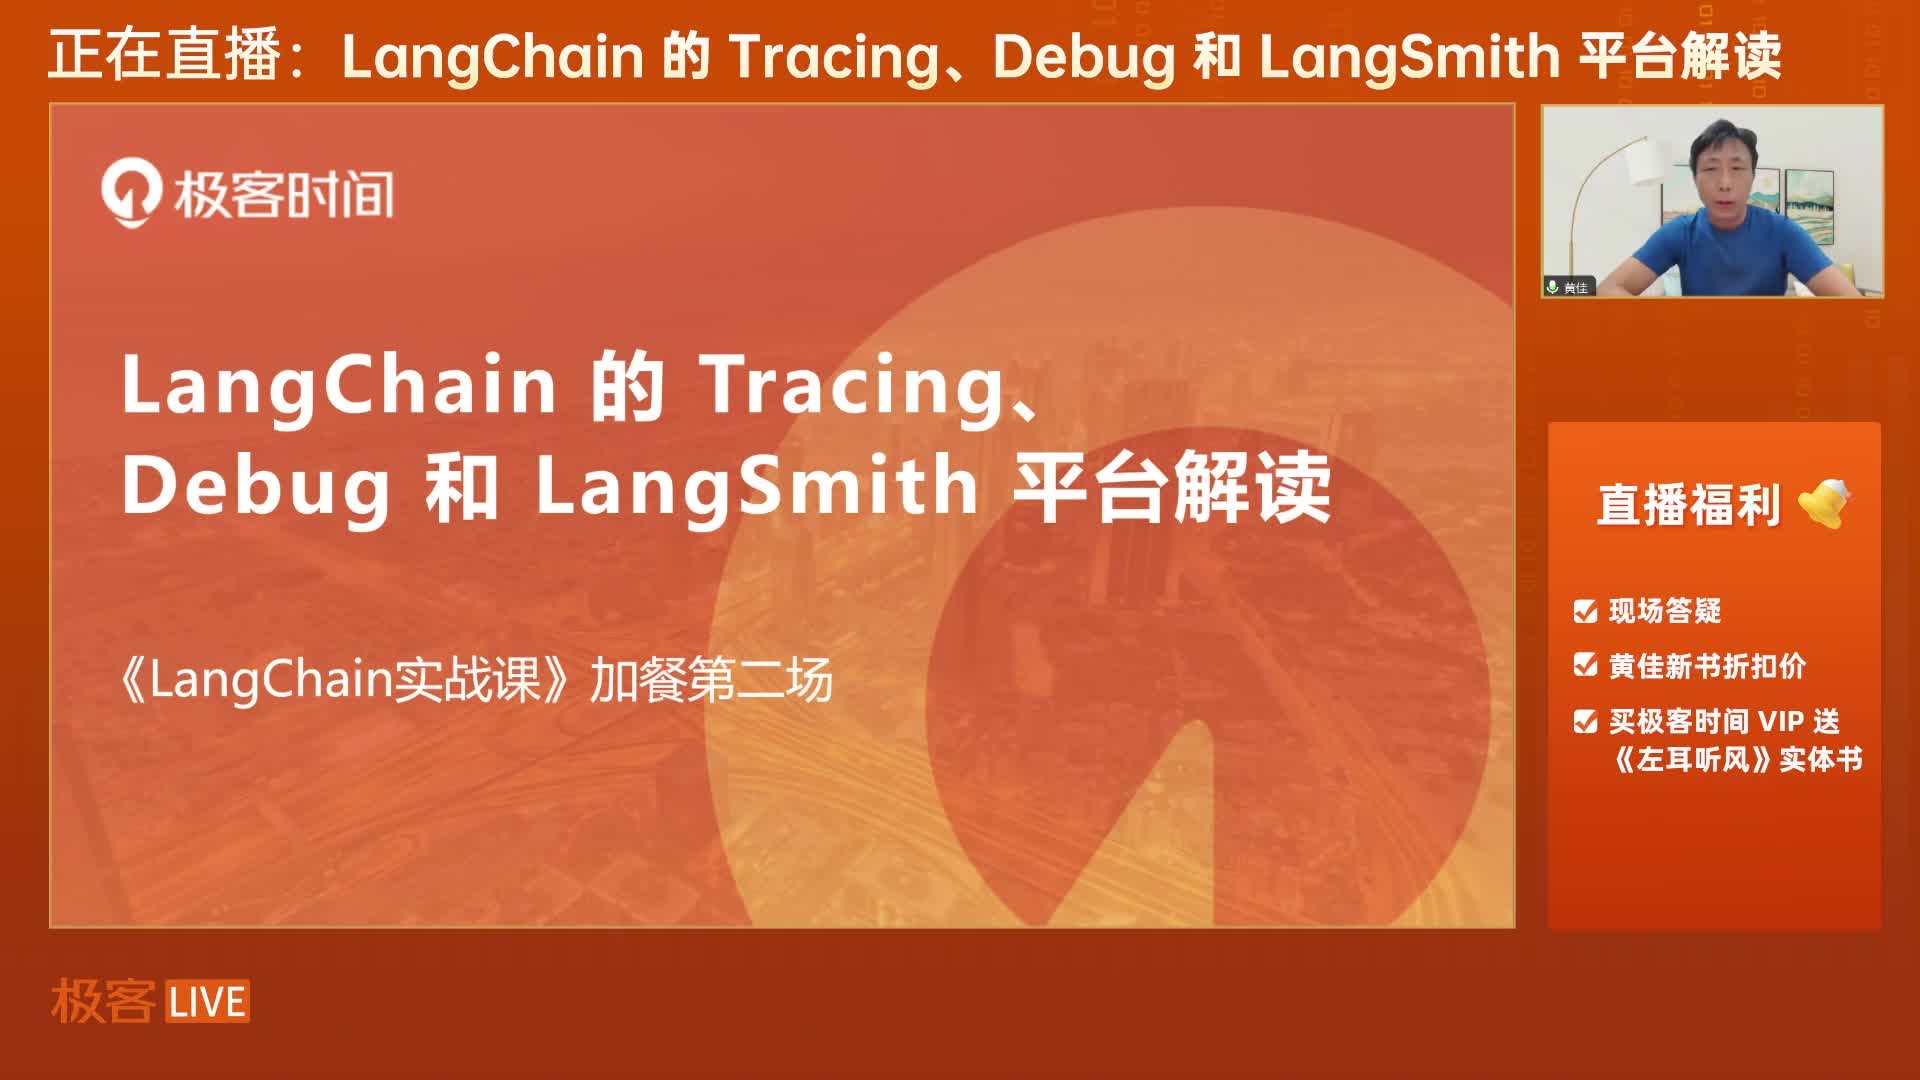 正在直播：LangChain 的 Tracing、Debug 和 LangSmith 平台解读
极客时间
LangChain 的 Tracing、
Debug 和 LangSmith 平台解读
《LangChain实战课》加餐第二场
黄佳
直播福利
现场答疑
黄佳新书折扣价
买极客时间 VIP 送
《左耳听风》实体书
极客 LIVE